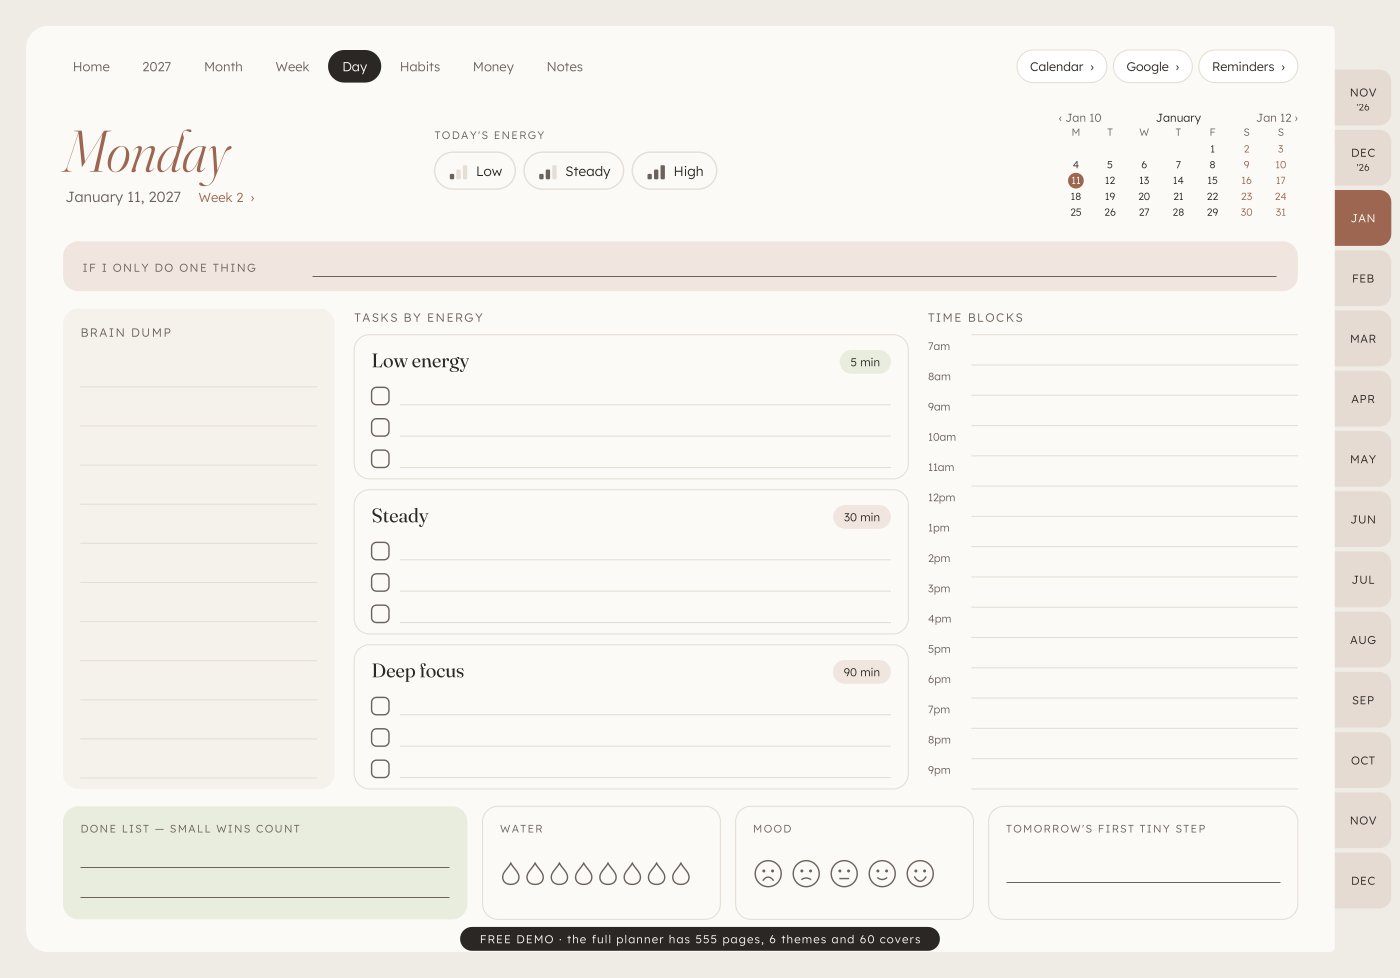 Home 2027 Month Week Day Habits Money Notes
Calendar › Google › Reminders ›
Monday
January 11, 2027 Week 2 ›
TODAY'S ENERGY
Low Steady High
‹ Jan 10 January Jan 12 ›
M T W T F S S
1 2 3
4 5 6 7 8 9 10
11 12 13 14 15 16 17
18 19 20 21 22 23 24
25 26 27 28 29 30 31
IF I ONLY DO ONE THING
BRAIN DUMP
TASKS BY ENERGY
Low energy 5 min
Steady 30 min
Deep focus 90 min
TIME BLOCKS
7am
8am
9am
10am
11am
12pm
1pm
2pm
3pm
4pm
5pm
6pm
7pm
8pm
9pm
DONE LIST — SMALL WINS COUNT
WATER
MOOD
TOMORROW'S FIRST TINY STEP
FREE DEMO · the full planner has 555 pages, 6 themes and 60 covers
NOV
'26
DEC
'26
JAN
FEB
MAR
APR
MAY
JUN
JUL
AUG
SEP
OCT
NOV
DEC